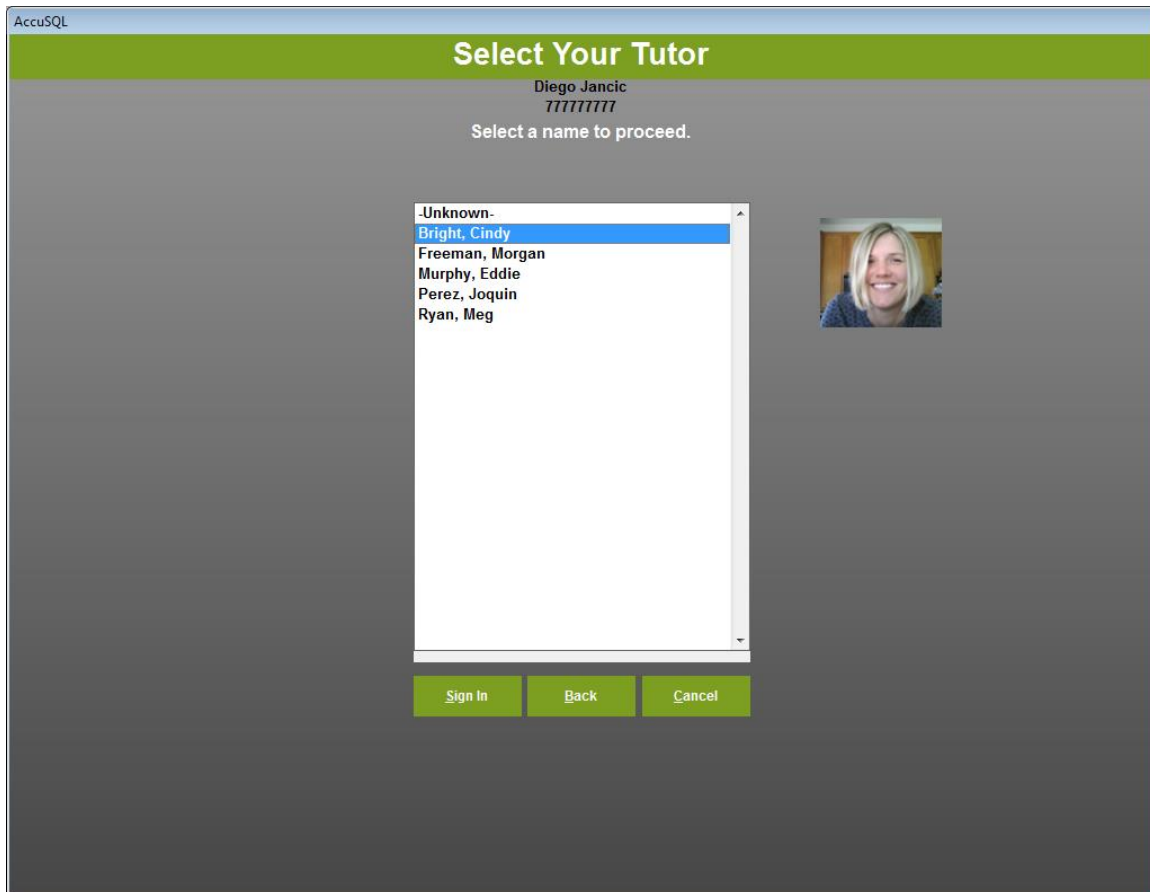 AccuSQL
Select Your Tutor
Diego Jancic
777777777
Select a name to proceed.
-Unknown-
Bright, Cindy
Freeman, Morgan
Murphy, Eddie
Perez, Joquin
Ryan, Meg
Sign In
Back
Cancel